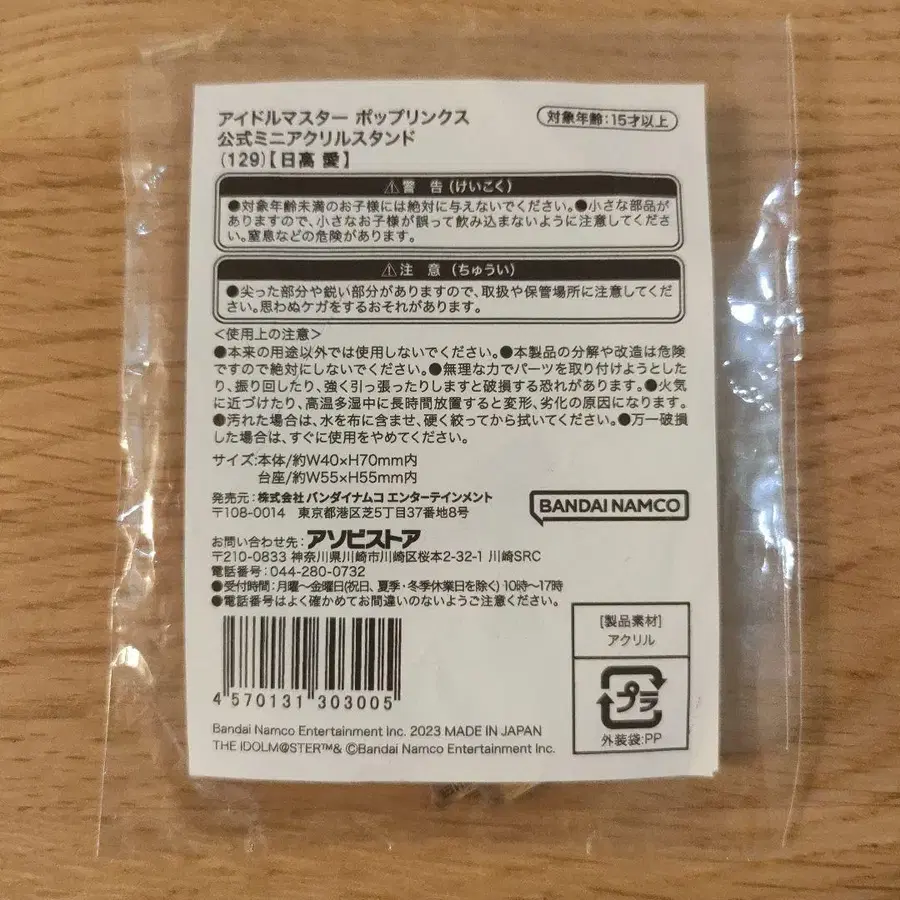 アイドルマスター ポップリンクス
公式ミニアクリルスタンド
(129)【日高 愛】
対象年齢:15才以上
⚠警 告 (けいこく)
●対象年齢未満のお子様には絶対に与えないでください。●小さな部品が
ありますので、小さなお子様が誤って飲み込まないように注意してくださ
い。窒息などの危険があります。
⚠注 意 (ちゅうい)
●尖った部分や鋭い部分がありますので、取扱や保管場所に注意してくだ
さい。思わぬケガをするおそれがあります。
<使用上の注意>
●本来の用途以外では使用しないでください。●本製品の分解や改造は危険
ですので絶対にしないでください。●無理な力でパーツを取り付けようとした
り、振り回したり、強く引っ張ったりしますと破損する恐れがあります。●火気
に近づけたり、高温多湿中に長時間放置すると変形、劣化の原因になります。
●汚れた場合は、水を布に含ませ、硬く絞ってから拭いてください。●万一破損
した場合は、すぐに使用をやめてください。
サイズ:本体/約W40×H70mm内
台座/約W55×H55mm内
発売元:株式会社 バンダイナムコ エンターテインメント
〒108-0014 東京都港区芝5丁目37番地8号
BANDAI NAMCO
お問い合わせ先:アソビストア
〒210-0833 神奈川県川崎市川崎区桜本2-32-1 川崎SRC
電話番号:044-280-0732
●受付時間:月曜~金曜日(祝日、夏季・冬季休業日を除く) 10時~17時
●電話番号はよく確かめてお間違いのないようご注意ください。
4 570131 303005
[製品素材]
アクリル
プラ
外装袋:PP
Bandai Namco Entertainment Inc. 2023 MADE IN JAPAN
THE IDOLM@STER™& ©Bandai Namco Entertainment Inc.